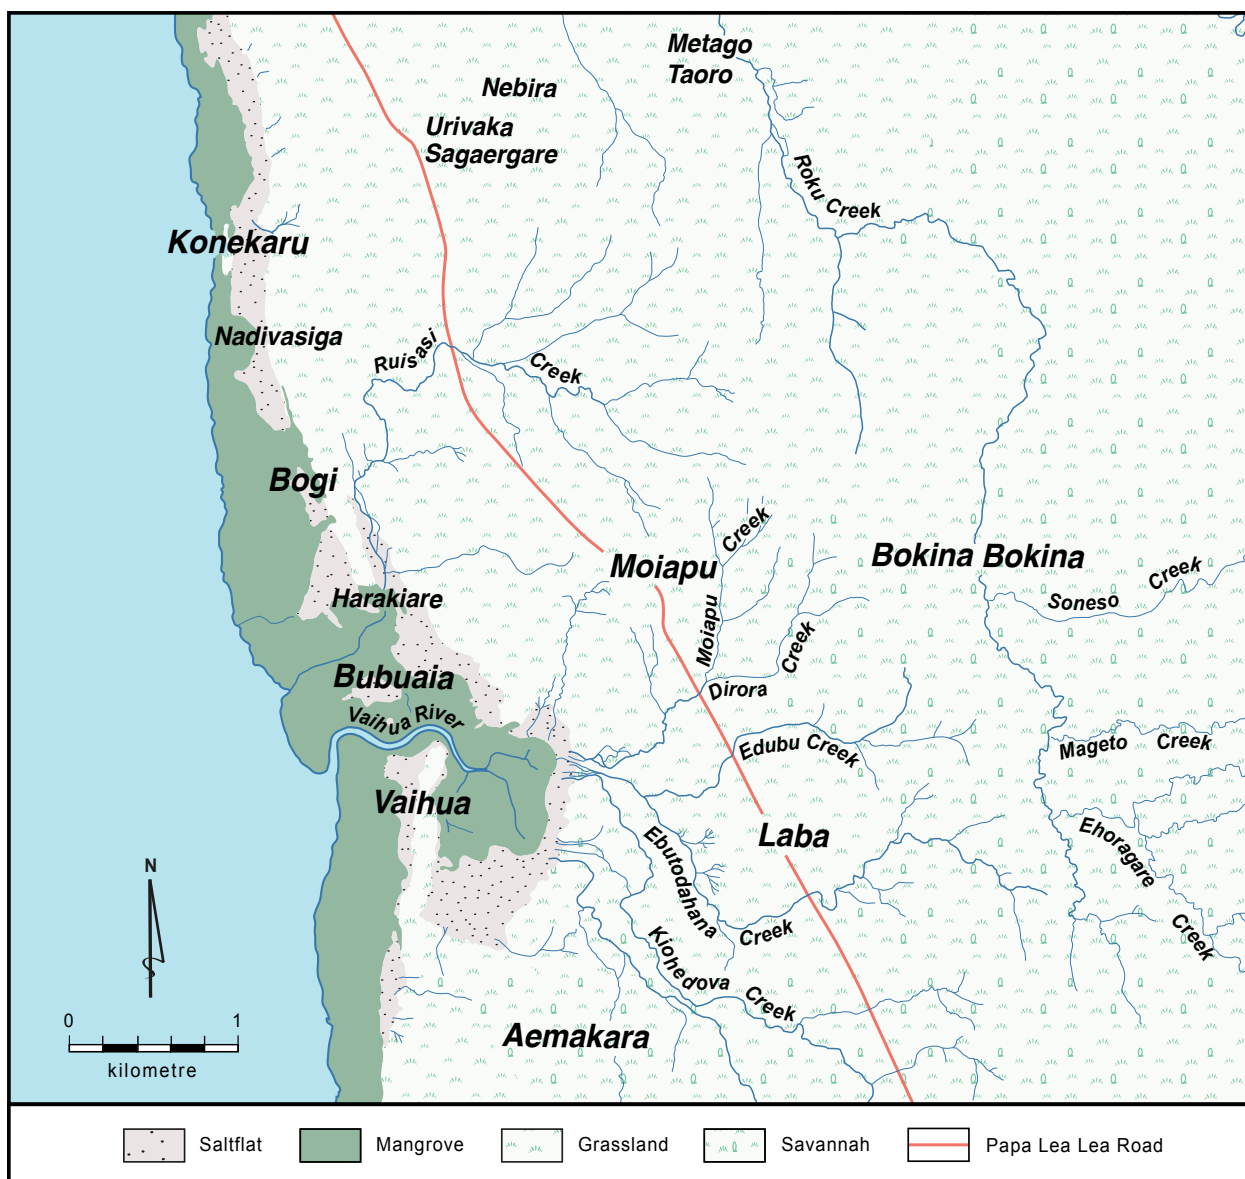 Metago
Taoro
Nebira
Urivaka
Sagaergare
Roku Creek
Konekaru
Nadivasiga
Ruisasi Creek
Bogi
Creek
Moiapu
Bokina Bokina
Creek
Soneso
Harakiare
Moiapu
Creek
Bubuaia
Dirora
Vaihua River
Edubu Creek
Mageto Creek
Vaihua
Laba
Ebutodahana
Creek
Ehoragare
Creek
Kiohedova
Creek
Aemakara
N
0 1
kilometre
Saltflat Mangrove Grassland Savannah Papa Lea Lea Road